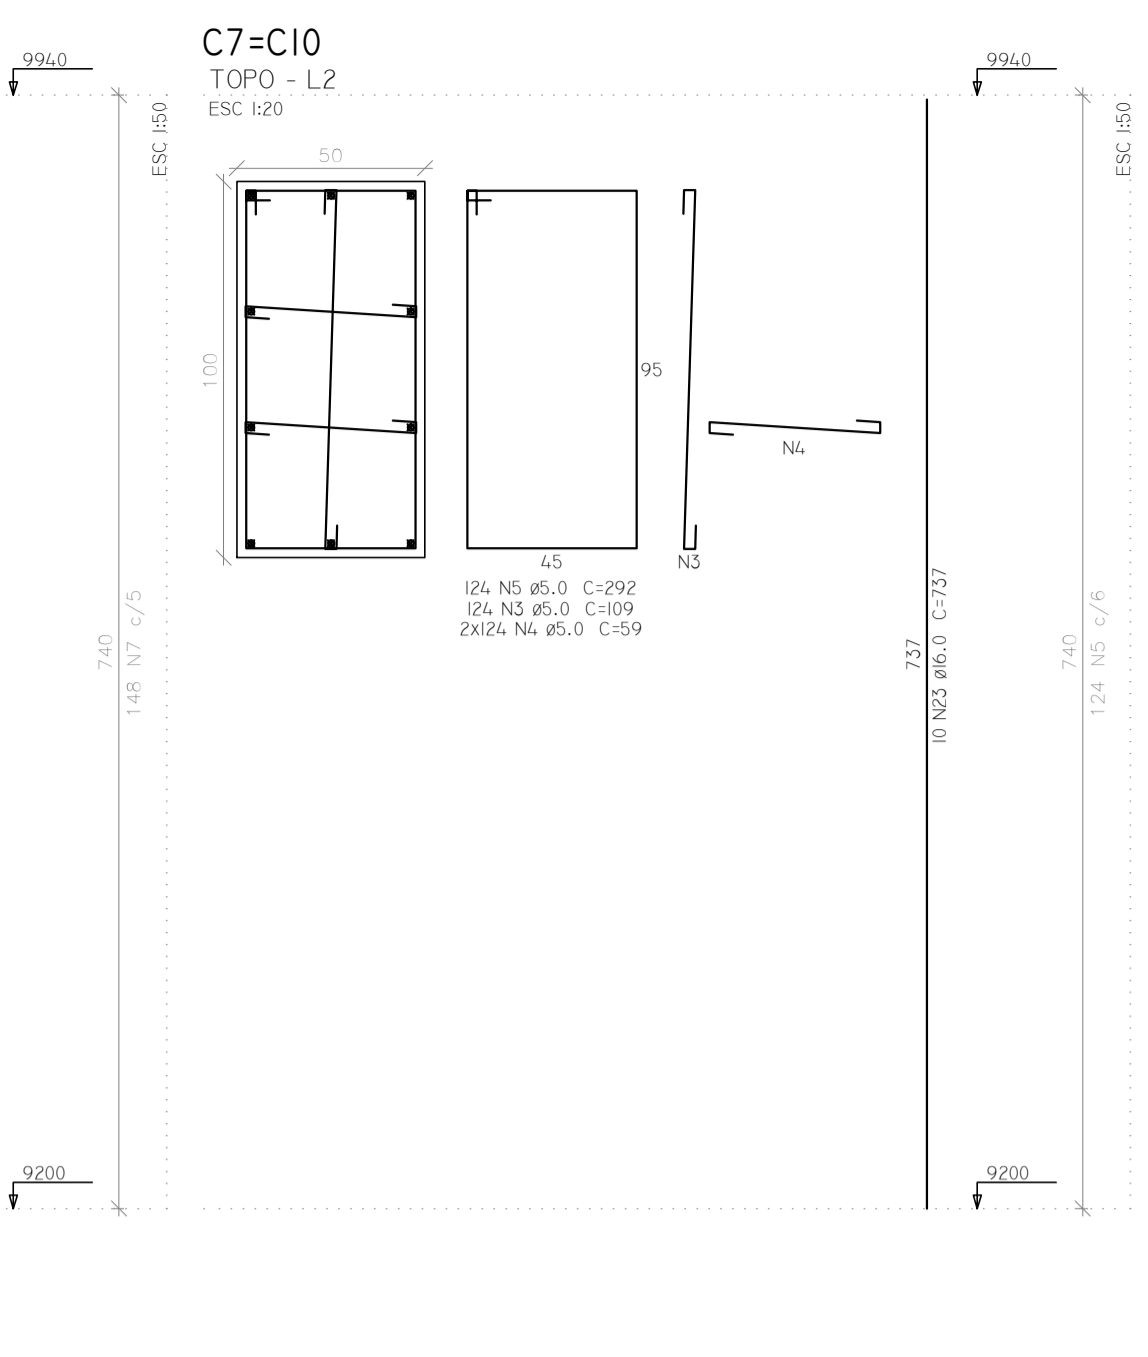 C7=C10
TOPO - L2
ESC 1:20
9940
9940
ESC 1:50
ESC 1:50
50
100
95
45
N4
N3
124 N5 ø5.0 C=292
124 N3 ø5.0 C=109
2x124 N4 ø5.0 C=59
740
148 N7 c/5
737
10 N23 ø16.0 C=737
740
124 N5 c/6
9200
9200